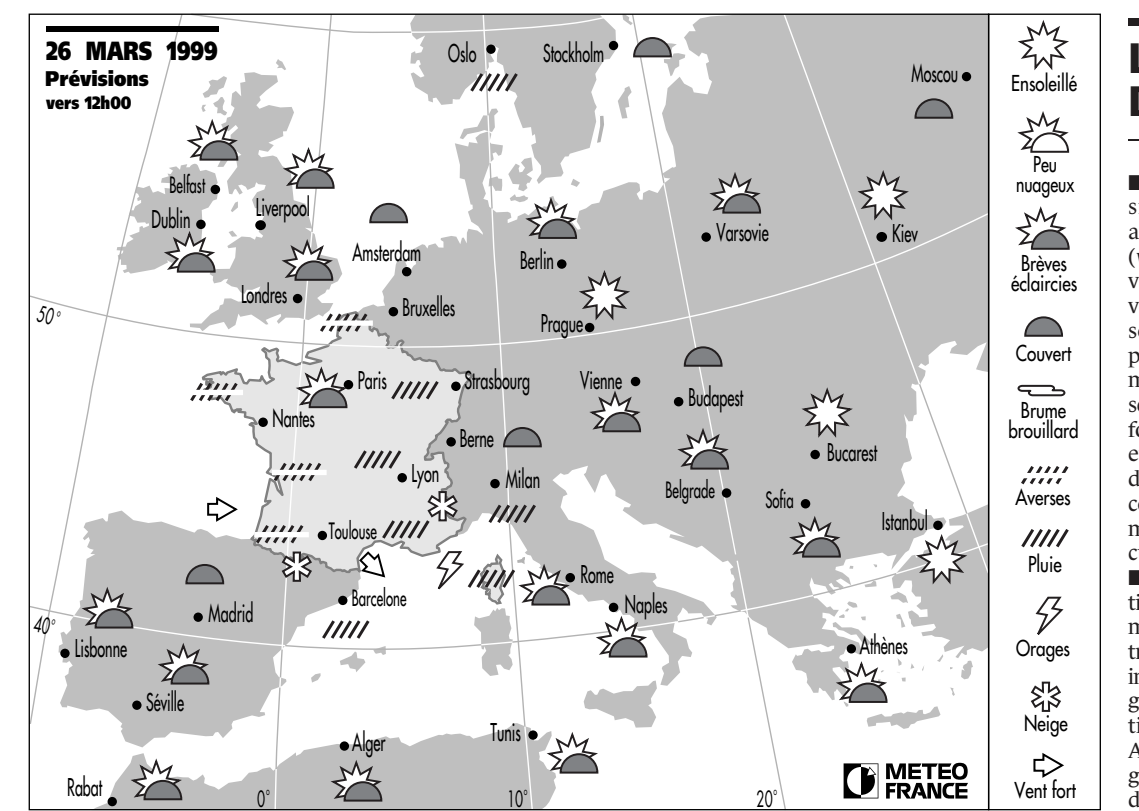 26 MARS 1999
Prévisions
vers 12h00
Oslo
Stockholm
Moscou
Belfast
Dublin
Liverpool
Amsterdam
Londres
Bruxelles
Berlin
Varsovie
Kiev
Prague
50°
Paris
Strasbourg
Vienne
Budapest
Nantes
Berne
Lyon
Milan
Belgrade
Bucarest
Sofia
Istanbul
Toulouse
Rome
Naples
Barcelone
Madrid
40°
Lisbonne
Séville
Athènes
Alger
Tunis
Rabat
0°
10°
20°
METEO
FRANCE
Ensoleillé
Peu
nuageux
Brèves
éclaircies
Couvert
Brume
brouillard
Averses
Pluie
Orages
Neige
Vent fort